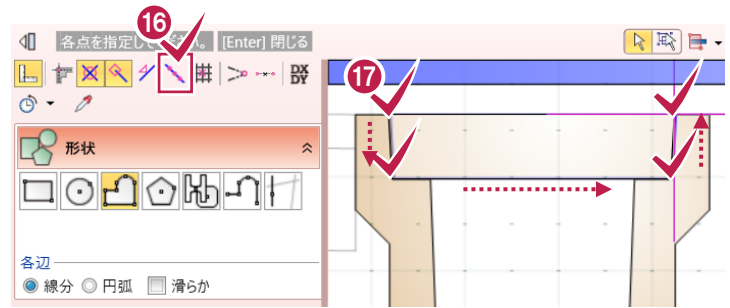 16
各点を指定して [Enter] 閉じる
DX
DY
17
形状
各辺
線分 円弧 滑らか